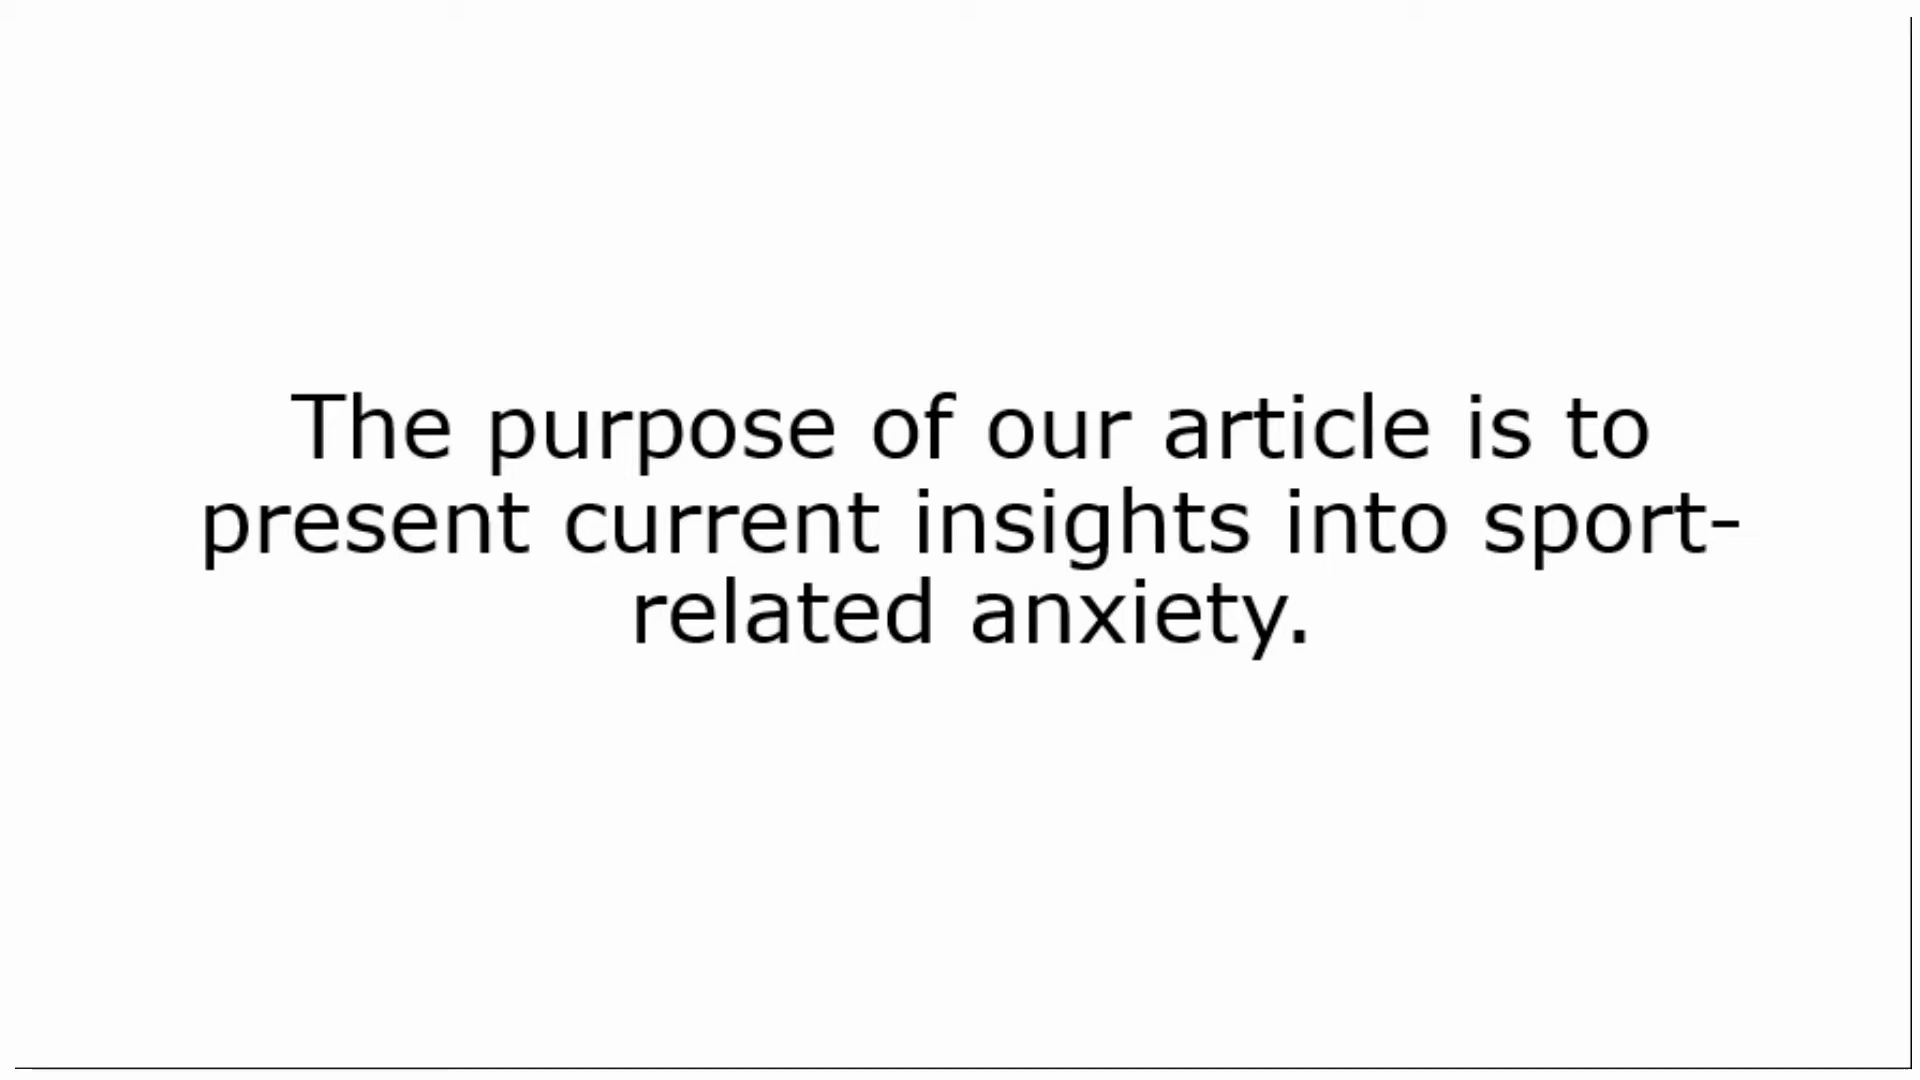 The purpose of our article is to
present current insights into sport-
related anxiety.